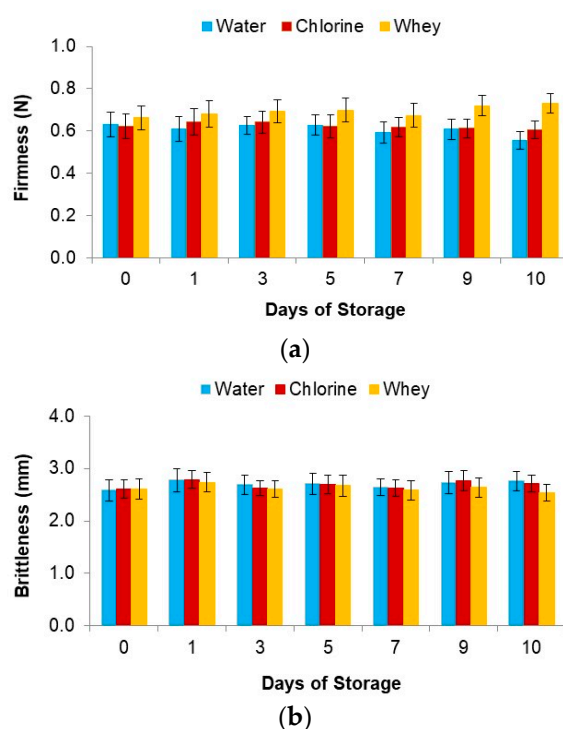 (a)
Water Chlorine Whey
Firmness (N)
1.0
0.8
0.6
0.4
0.2
0.0
0 1 3 5 7 9 10
Days of Storage
(a)
Water Chlorine Whey
Brittleness (mm)
4.0
3.0
2.0
1.0
0.0
0 1 3 5 7 9 10
Days of Storage
(b)